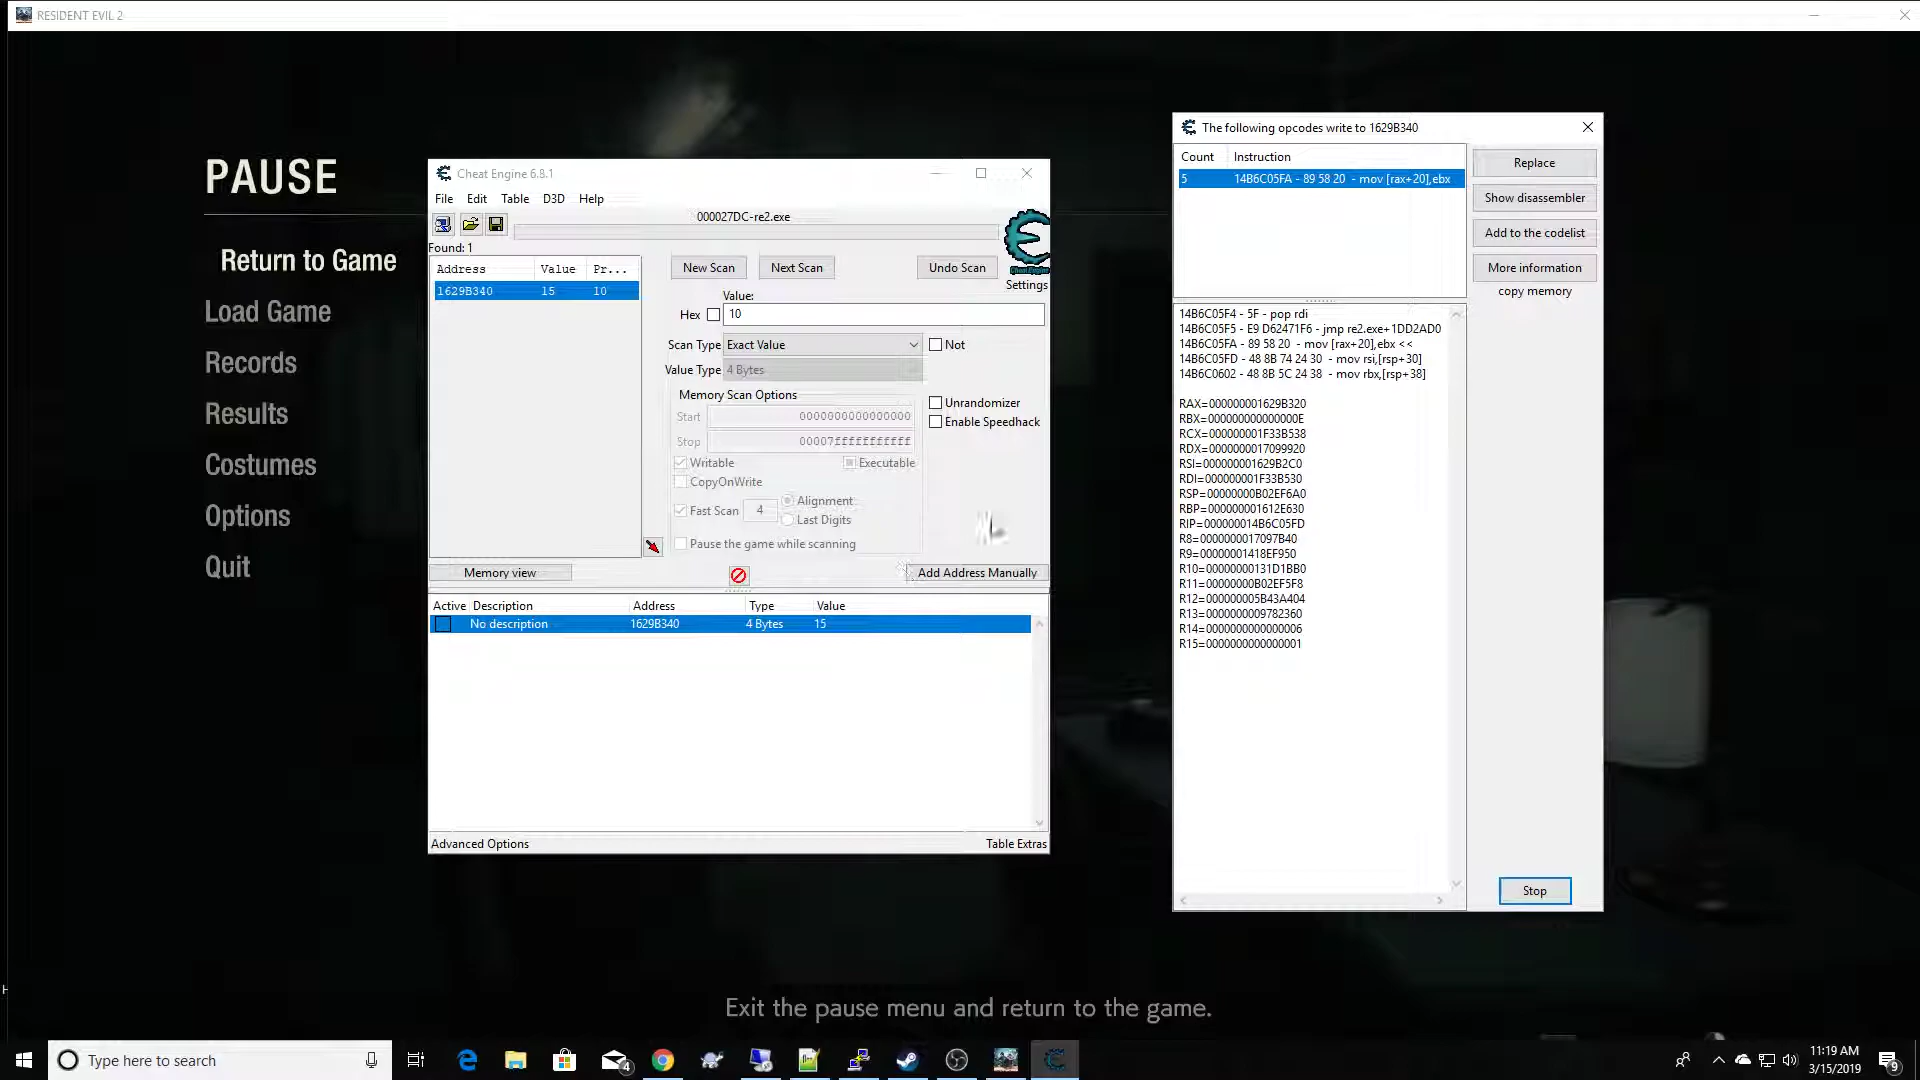 RESIDENT EVIL 2
PAUSE
Return to Game
Load Game
Records
Results
Costumes
Options
Quit
Cheat Engine 6.8.1
File Edit Table D3D Help
000027DC-re2.exe
Found: 1
Address Value Pr...
1629B340 15 10
New Scan Next Scan Undo Scan
Cheat Engine
Settings
Value:
Hex 10
Scan Type Exact Value Not
Value Type 4 Bytes
Memory Scan Options
Start 0000000000000000
Stop 00007fffffffffff
Unrandomizer
Enable Speedhack
Writable Executable
CopyOnWrite
Fast Scan 4 Alignment
Last Digits
Pause the game while scanning
Memory view Add Address Manually
Active Description Address Type Value
No description 1629B340 4 Bytes 15
Advanced Options Table Extras
The following opcodes write to 1629B340
Count Instruction
5 14B6C05FA - 89 58 20 - mov [rax+20],ebx
Replace
Show disassembler
Add to the codelist
More information
copy memory
14B6C05F4 - 5F - pop rdi
14B6C05F5 - E9 D62471F6 - jmp re2.exe+1DD2AD0
14B6C05FA - 89 58 20 - mov [rax+20],ebx <<
14B6C05FD - 48 8B 74 24 30 - mov rsi,[rsp+30]
14B6C0602 - 48 8B 5C 24 38 - mov rbx,[rsp+38]
RAX=000000001629B320
RBX=000000000000000E
RCX=000000001F33B538
RDX=0000000017099920
RSI=000000001629B2C0
RDI=000000001F33B530
RSP=00000000B02EF6A0
RBP=000000001612E630
RIP=000000014B6C05FD
R8=0000000017097B40
R9=00000001418EF950
R10=00000000131D1BB0
R11=00000000B02EF5F8
R12=000000005B43A404
R13=0000000009782360
R14=0000000000000006
R15=0000000000000001
Stop
Exit the pause menu and return to the game.
Type here to search
4
11:19 AM
3/15/2019
9